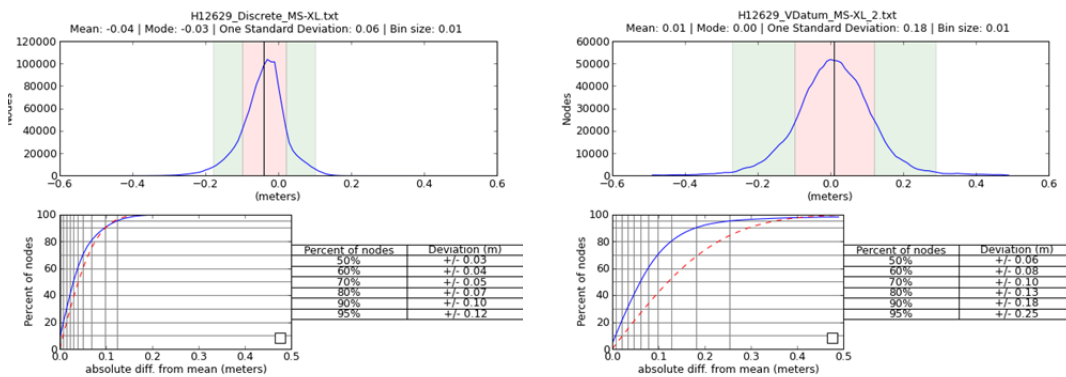 H12629_Discrete_MS-XL.txt
Mean: -0.04 | Mode: -0.03 | One Standard Deviation: 0.06 | Bin size: 0.01
120000
100000
80000
60000
40000
20000
0
Nodes
-0.6 -0.4 -0.2 0.0 0.2 0.4 0.6
(meters)
100
80
60
40
20
0
Percent of nodes
0.0 0.1 0.2 0.3 0.4 0.5
absolute diff. from mean (meters)
Percent of nodes Deviation (m)
50% +/- 0.03
60% +/- 0.04
70% +/- 0.05
80% +/- 0.07
90% +/- 0.10
95% +/- 0.12
H12629_VDatum_MS-XL_2.txt
Mean: 0.01 | Mode: 0.00 | One Standard Deviation: 0.18 | Bin size: 0.01
60000
50000
40000
30000
20000
10000
0
Nodes
-0.6 -0.4 -0.2 0.0 0.2 0.4 0.6
(meters)
100
80
60
40
20
0
Percent of nodes
0.0 0.1 0.2 0.3 0.4 0.5
absolute diff. from mean (meters)
Percent of nodes Deviation (m)
50% +/- 0.06
60% +/- 0.08
70% +/- 0.10
80% +/- 0.13
90% +/- 0.18
95% +/- 0.25